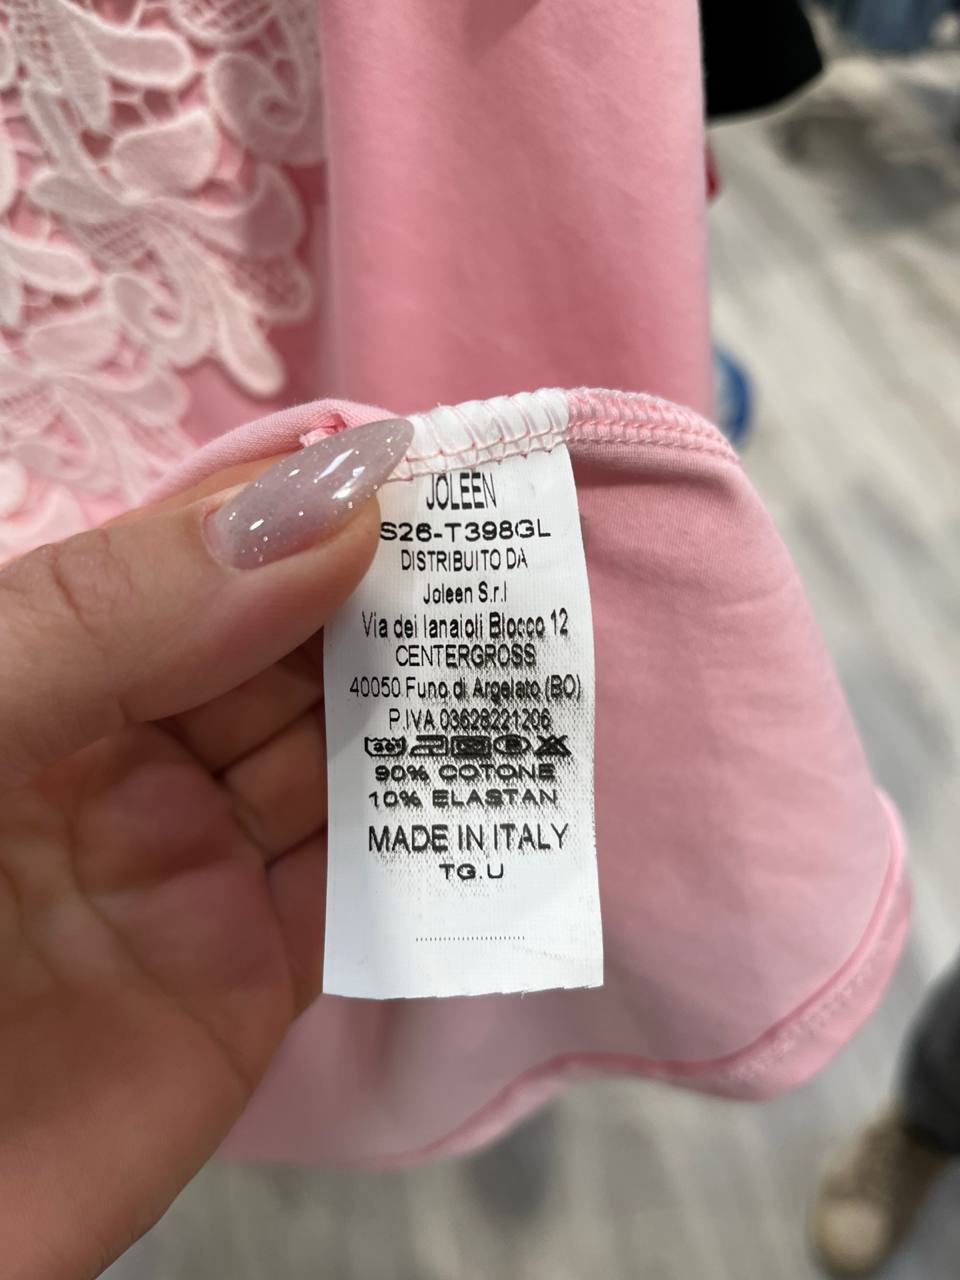 JOLEEN
S26-T398GL
DISTRIBUITO DA
Joleen S.r.l
Via dei lanaioli Blocco 12
CENTERGROSS
40050 Funo di Argelato (BO)
P.IVA 03628221206
90% COTONE
10% ELASTAN
MADE IN ITALY
TG.U